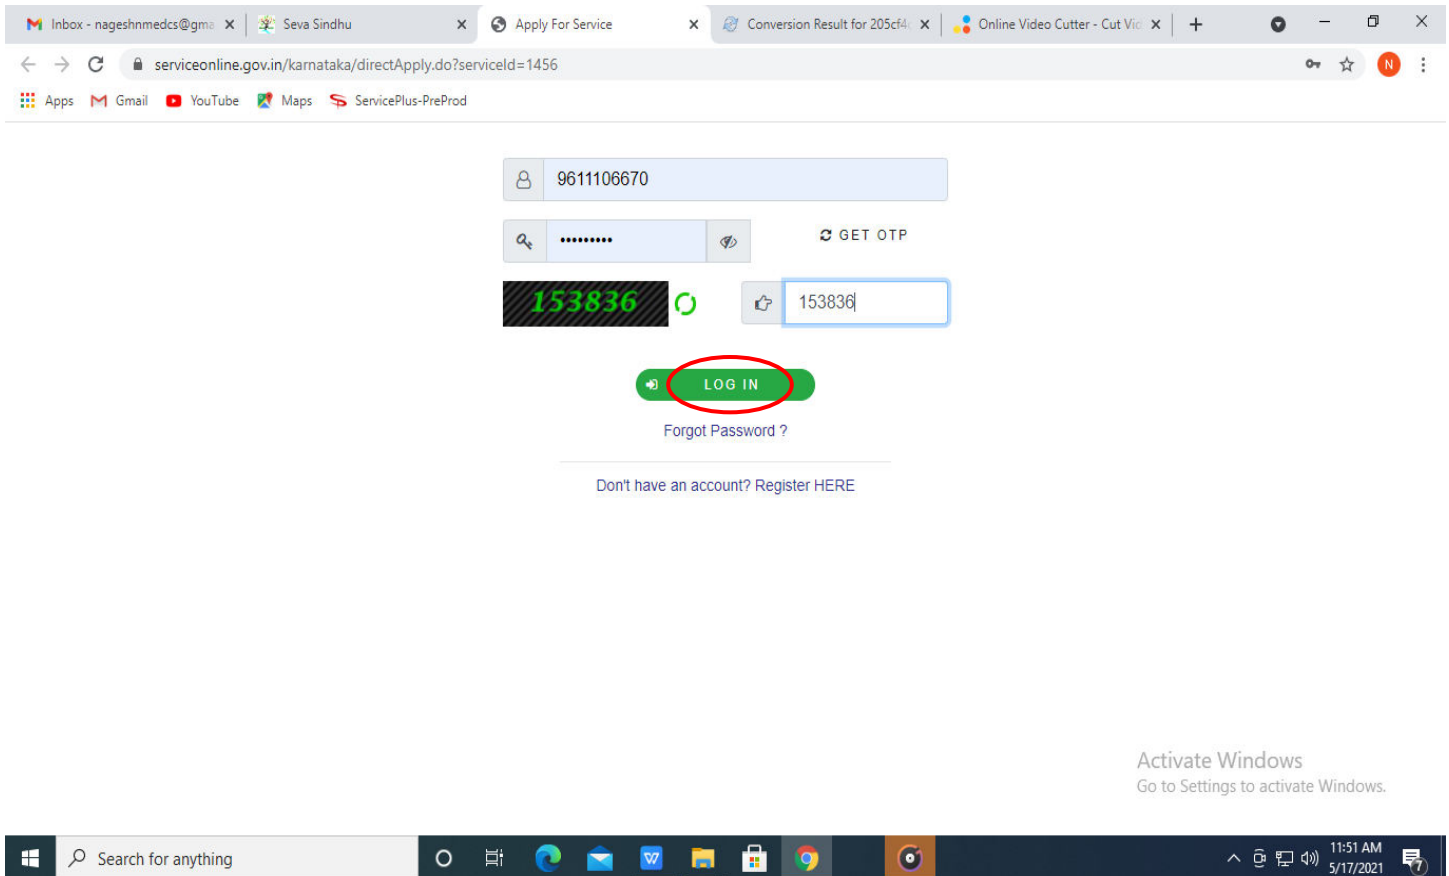 Inbox - nageshnmedcs@gma
Seva Sindhu
Apply For Service
Conversion Result for 205cf4
Online Video Cutter - Cut Vid
serviceonline.gov.in/karnataka/directApply.do?serviceId=1456
N
Apps Gmail YouTube Maps ServicePlus-PreProd
9611106670
••••••••• GET OTP
153836 153836
LOG IN
Forgot Password ?
Don't have an account? Register HERE
Activate Windows
Go to Settings to activate Windows.
Search for anything
W
11:51 AM
5/17/2021
7